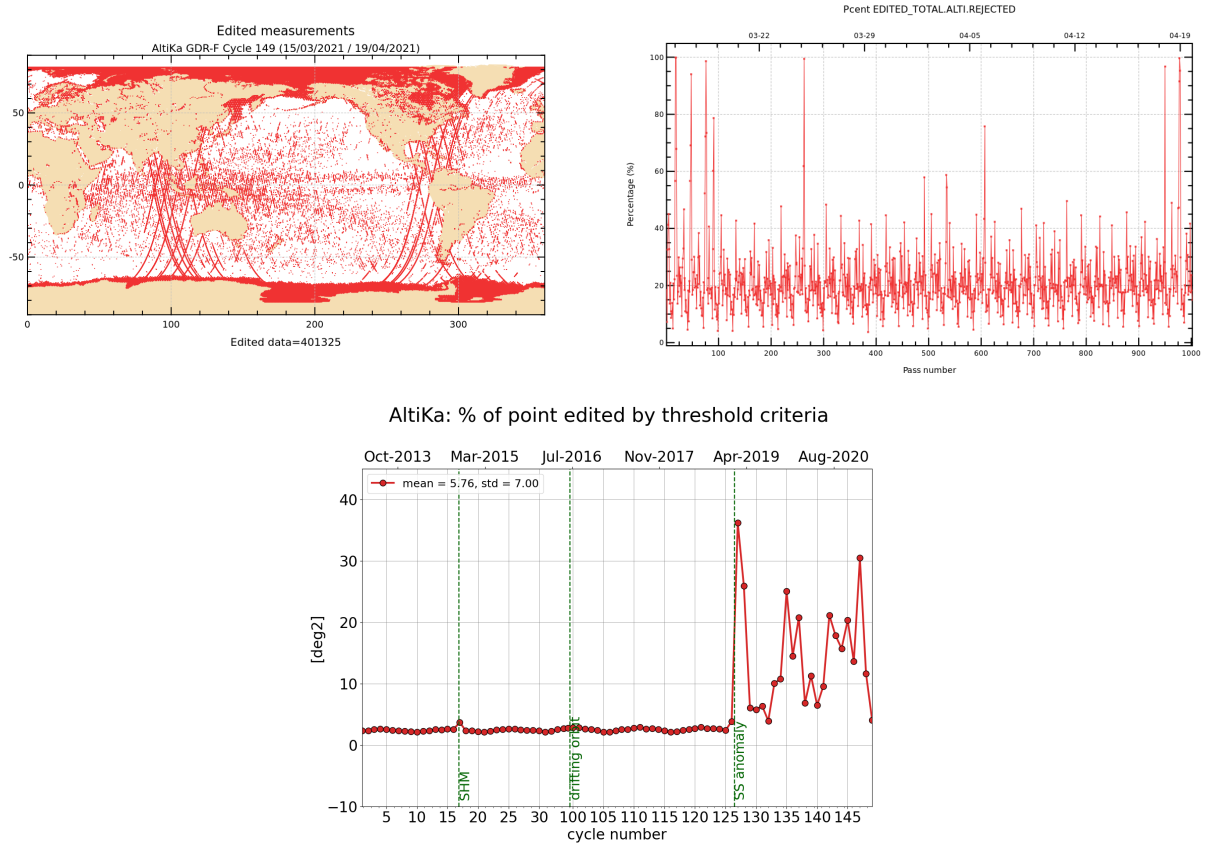 Edited measurements
AltiKa GDR-F Cycle 149 (15/03/2021 / 19/04/2021)
50
0
-50
0 100 200 300
Edited data=401325
Pcent EDITED_TOTAL.ALTI.REJECTED
03-22 03-29 04-05 04-12 04-19
100
80
60
40
20
0
Percentage (%)
100 200 300 400 500 600 700 800 900 1000
Pass number
AltiKa: % of point edited by threshold criteria
Oct-2013 Mar-2015 Jul-2016 Nov-2017 Apr-2019 Aug-2020
mean = 5.76, std = 7.00
40
30
20
10
0
−10
[deg2]
SHM
drifting orbit
SS anomaly
5 10 15 20 25 30 100 105 110 115 120 125 130 135 140 145
cycle number